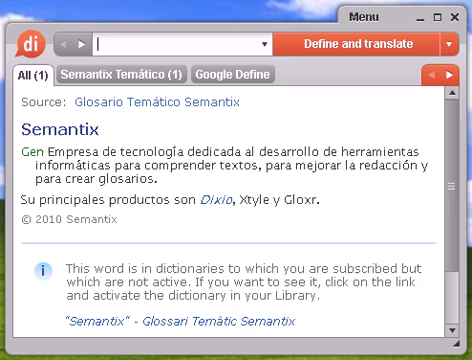 Menu
di
Define and translate
All (1)
Semantix Temático (1)
Google Define
Source: Glosario Temático Semantix
Semantix
Gen Empresa de tecnología dedicada al desarrollo de herramientas
informáticas para comprender textos, para mejorar la redacción y
para crear glosarios.
Su principales productos son Dixio, Xtyle y Gloxr.
© 2010 Semantix
i
This word is in dictionaries to which you are subscribed but
which are not active. If you want to see it, click on the link
and activate the dictionary in your Library.
"Semantix" - Glossari Temàtic Semantix